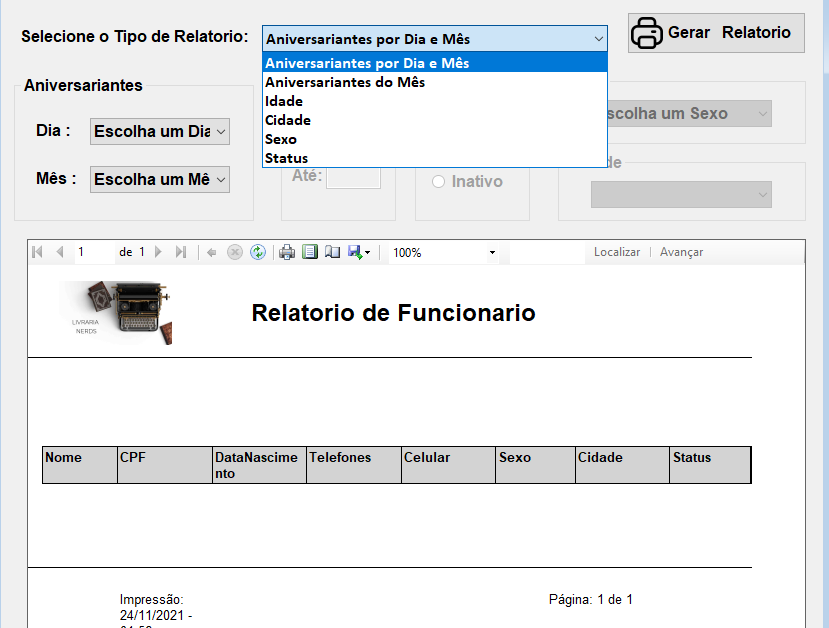 Selecione o Tipo de Relatorio:
Aniversariantes por Dia e Mês
Gerar Relatorio
Aniversariantes por Dia e Mês
Aniversariantes do Mês
Idade
Cidade
Sexo
Status
Aniversariantes
Dia :
Escolha um Dia
Mês :
Escolha um Mê
scolha um Sexo
Até:
Inativo
de
1
de 1
100%
Localizar | Avançar
LIVRARIA
NERDS
Relatorio de Funcionario
Nome CPF DataNascime Telefones Celular Sexo Cidade Status
nto
Impressão:
24/11/2021 -
Página: 1 de 1